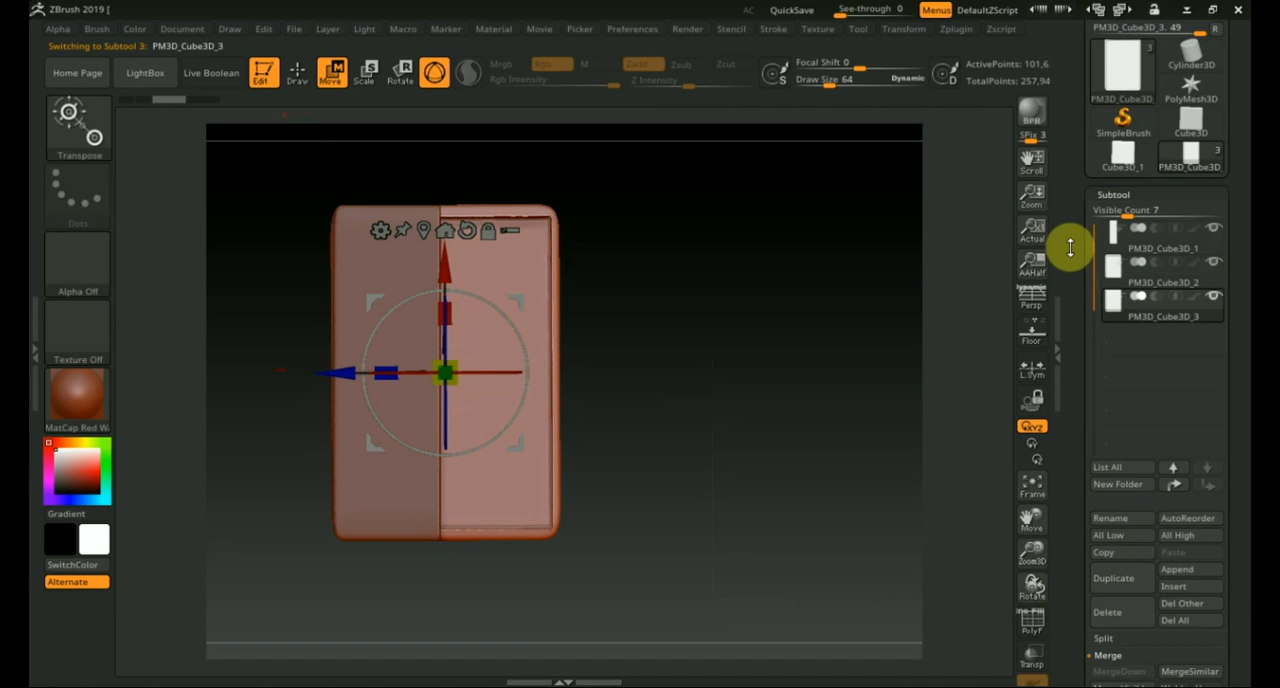 ZBrush 2019 [
AC QuickSave See-through 0 Menus DefaultZScript
Alpha Brush Color Document Draw Edit File Layer Light Macro Marker Material Movie Picker Preferences Render Stencil Stroke Texture Tool Transform Zplugin Zscript
Switching to Subtool 3: PM3D_Cube3D_3
Home Page LightBox Live Boolean Edit Draw Move Scale Rotate
Mrgb Rgb M Zadd Zsub Zcut
Rgb Intensity Z Intensity
Focal Shift 0
Draw Size 64 Dynamic
S
D
ActivePoints: 101,6
TotalPoints: 257,94
Transpose
Dots
Alpha Off
Texture Off
MatCap Red W
Gradient
SwitchColor
Alternate
BPR
SPix 3
Scroll
Zoom
Actual
AAHalf
Dynamic
Persp
Floor
L.Sym
XYZ
Frame
Move
Zoom3D
Rotate
PolyF
Transp
PM3D_Cube3D_3. 49 R
3
PM3D_Cube3D_
Cylinder3D
PolyMesh3D
SimpleBrush
Cube3D
Cube3D_1
3
PM3D_Cube3D
Subtool
Visible Count 7
PM3D_Cube3D_1
PM3D_Cube3D_2
PM3D_Cube3D_3
List All
New Folder
Rename AutoReorder
All Low All High
Copy Paste
Duplicate Append
Insert
Delete Del Other
Del All
Split
Merge
MergeDown MergeSimilar